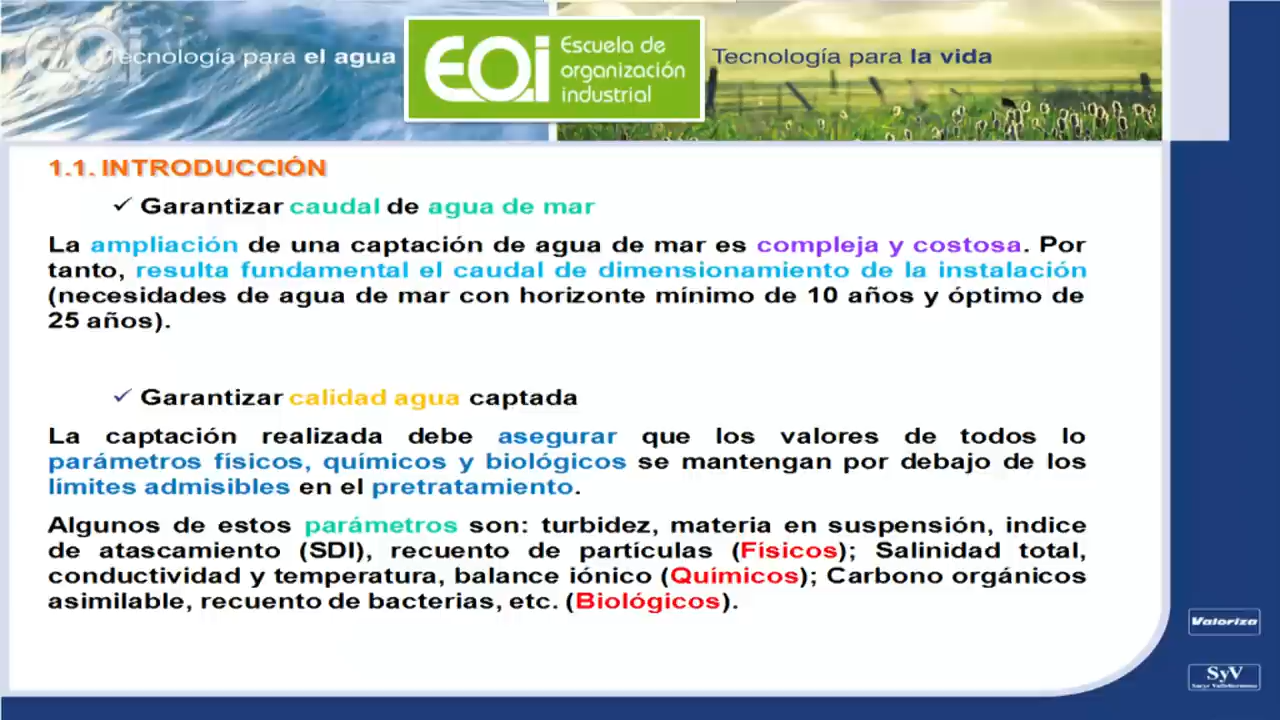 EOI
Tecnología para el agua
EOI Escuela de
organización
industrial
Tecnología para la vida
1.1. INTRODUCCIÓN
✓ Garantizar caudal de agua de mar
La ampliación de una captación de agua de mar es compleja y costosa. Por
tanto, resulta fundamental el caudal de dimensionamiento de la instalación
(necesidades de agua de mar con horizonte mínimo de 10 años y óptimo de
25 años).
✓ Garantizar calidad agua captada
La captación realizada debe asegurar que los valores de todos lo
parámetros físicos, químicos y biológicos se mantengan por debajo de los
límites admisibles en el pretratamiento.
Algunos de estos parámetros son: turbidez, materia en suspensión, indice
de atascamiento (SDI), recuento de partículas (Físicos); Salinidad total,
conductividad y temperatura, balance iónico (Químicos); Carbono orgánicos
asimilable, recuento de bacterias, etc. (Biológicos).
Valoriza
SyV
Sacyr Vallehermoso